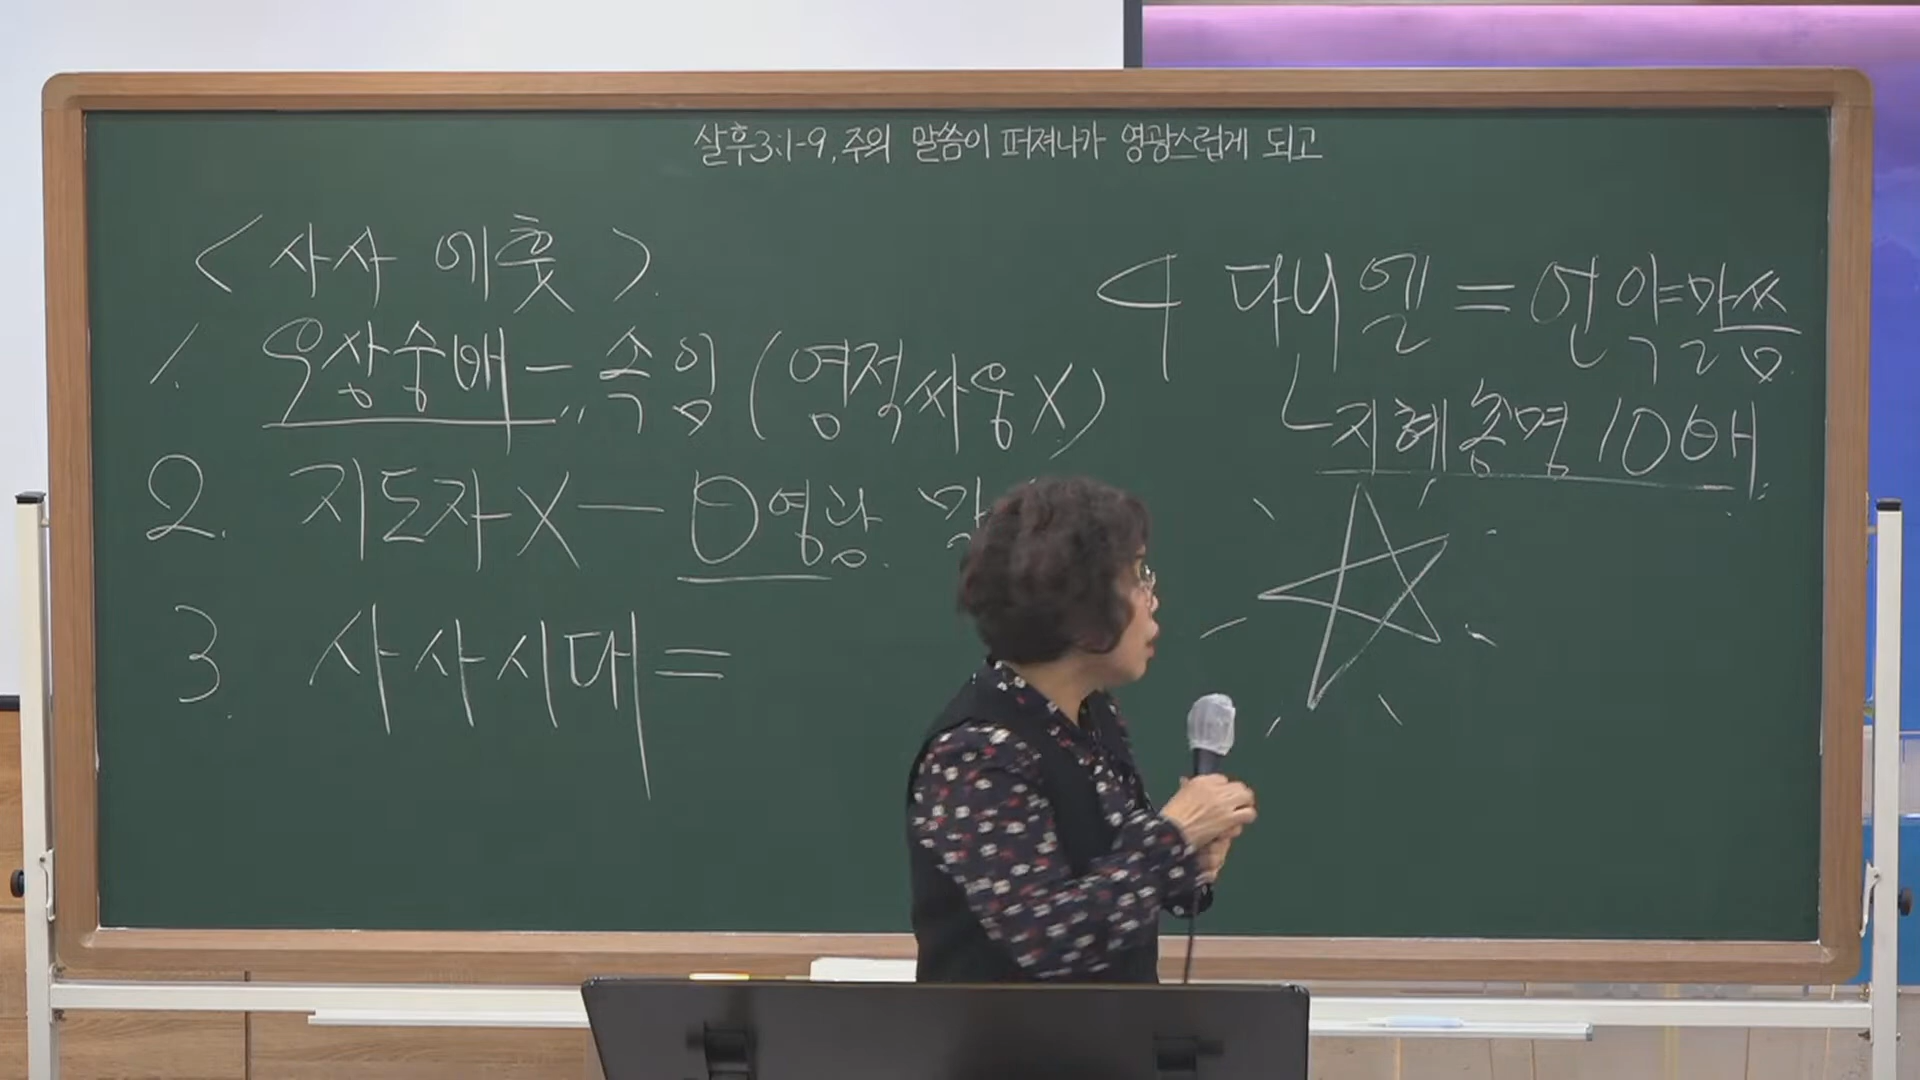 살후3:1-9, 주의 말씀이 퍼져나가 영광스럽게 되고
<사사 에훗>
1. 우상숭배 - 속임 (영적싸움X)
2. 지도자X - 영광
3. 사사시대 =
4 다니엘 = 언약 = 말씀
지혜총명 10배